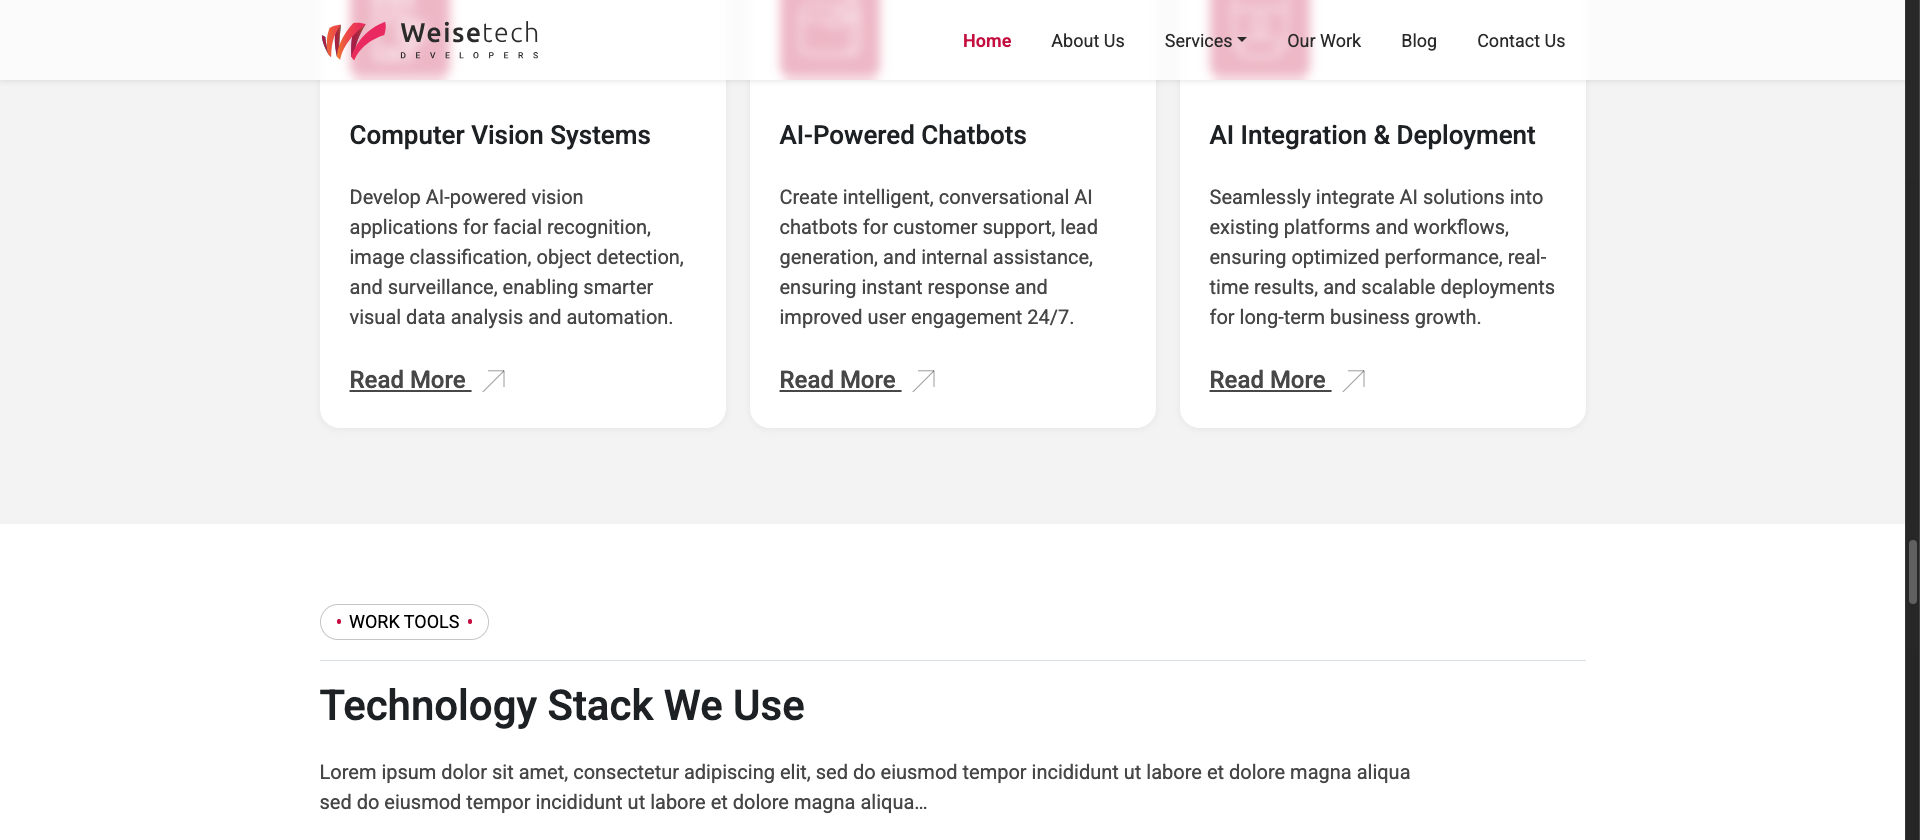 Weisetech
DEVELOPERS
Home
About Us
Services
Our Work
Blog
Contact Us
Computer Vision Systems
Develop AI-powered vision
applications for facial recognition,
image classification, object detection,
and surveillance, enabling smarter
visual data analysis and automation.
Read More
AI-Powered Chatbots
Create intelligent, conversational AI
chatbots for customer support, lead
generation, and internal assistance,
ensuring instant response and
improved user engagement 24/7.
Read More
AI Integration & Deployment
Seamlessly integrate AI solutions into
existing platforms and workflows,
ensuring optimized performance, real-
time results, and scalable deployments
for long-term business growth.
Read More
• WORK TOOLS •
Technology Stack We Use
Lorem ipsum dolor sit amet, consectetur adipiscing elit, sed do eiusmod tempor incididunt ut labore et dolore magna aliqua
sed do eiusmod tempor incididunt ut labore et dolore magna aliqua...